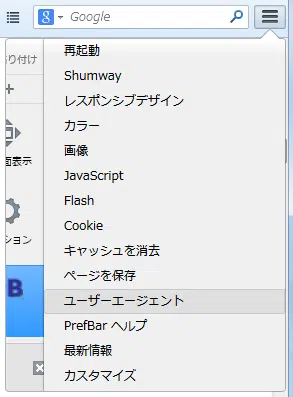 Google
再起動
Shumway
レスポンシブデザイン
カラー
画像
JavaScript
Flash
Cookie
キャッシュを消去
ページを保存
ユーザーエージェント
PrefBar ヘルプ
最新情報
カスタマイズ
り付け
面表示
ション
B